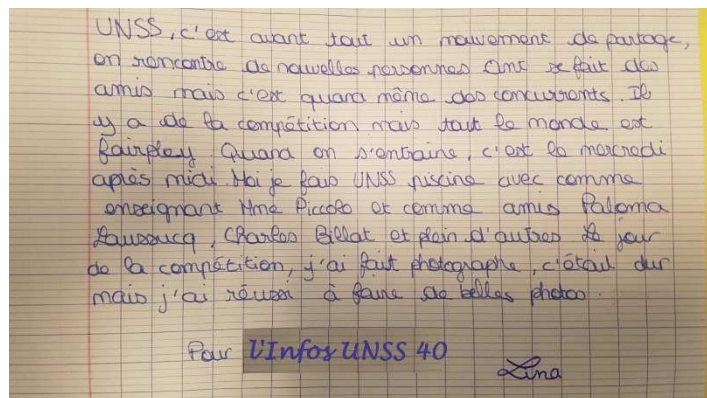 UNSS, c'est avant tout un mouvement de partage,
on rencontre de nouvelles personnes Ont se fait des
amis mais c'est quand même des concurrents. Il
y a de la compétition mais tout le monde est
fairplay Quand on s'entraine, c'est le mercredi
après midi. Moi je fais UNSS piscine avec comme
enseignant Mme Piccolo et comme amis Paloma
Lausoucq, Charles Billat et plein d'autres Le jour
de la compétition, j'ai fait photographe, c'était dur
mais j'ai réussi à faire de belles photos.
Pour l'Infos UNSS 40
Lina